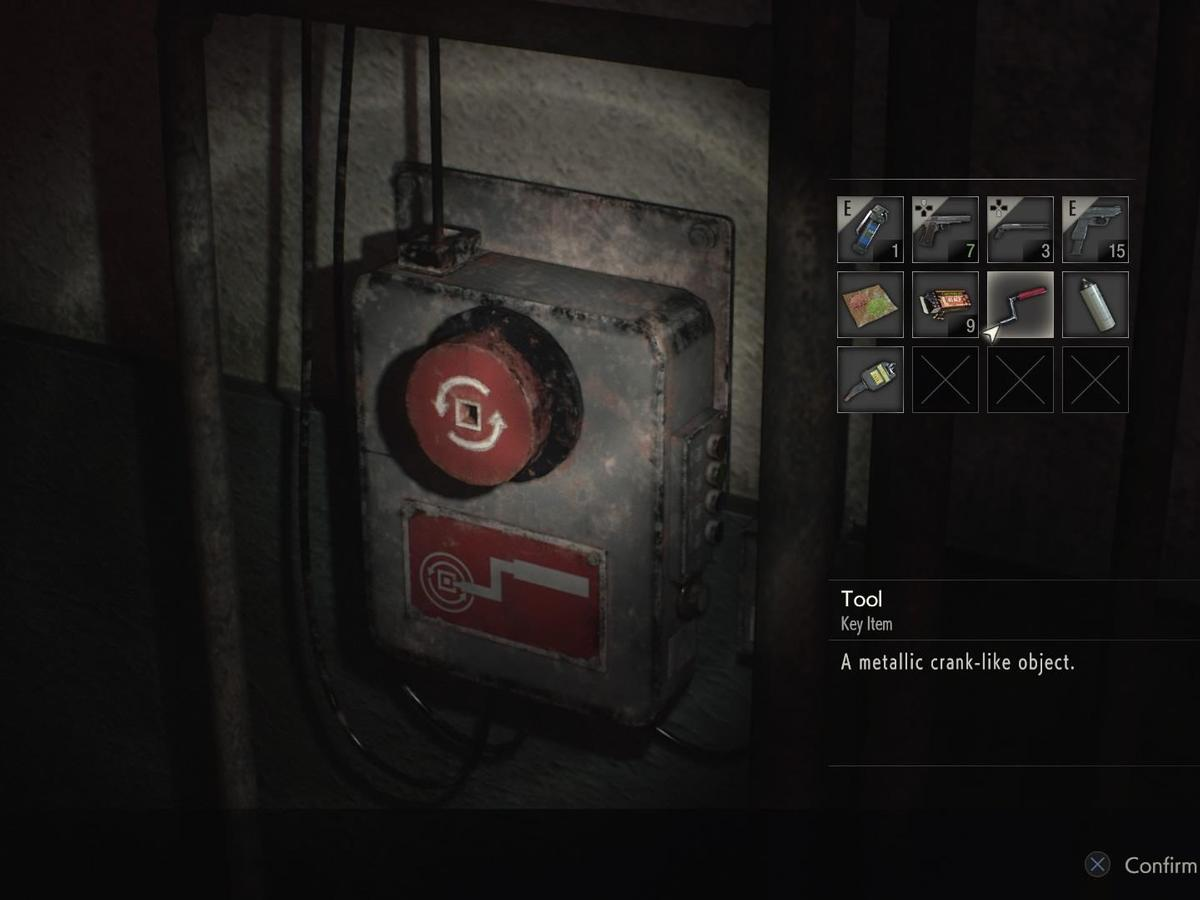 E
1
7
3
E
15
9
Tool
Key Item
A metallic crank-like object.
Confirm